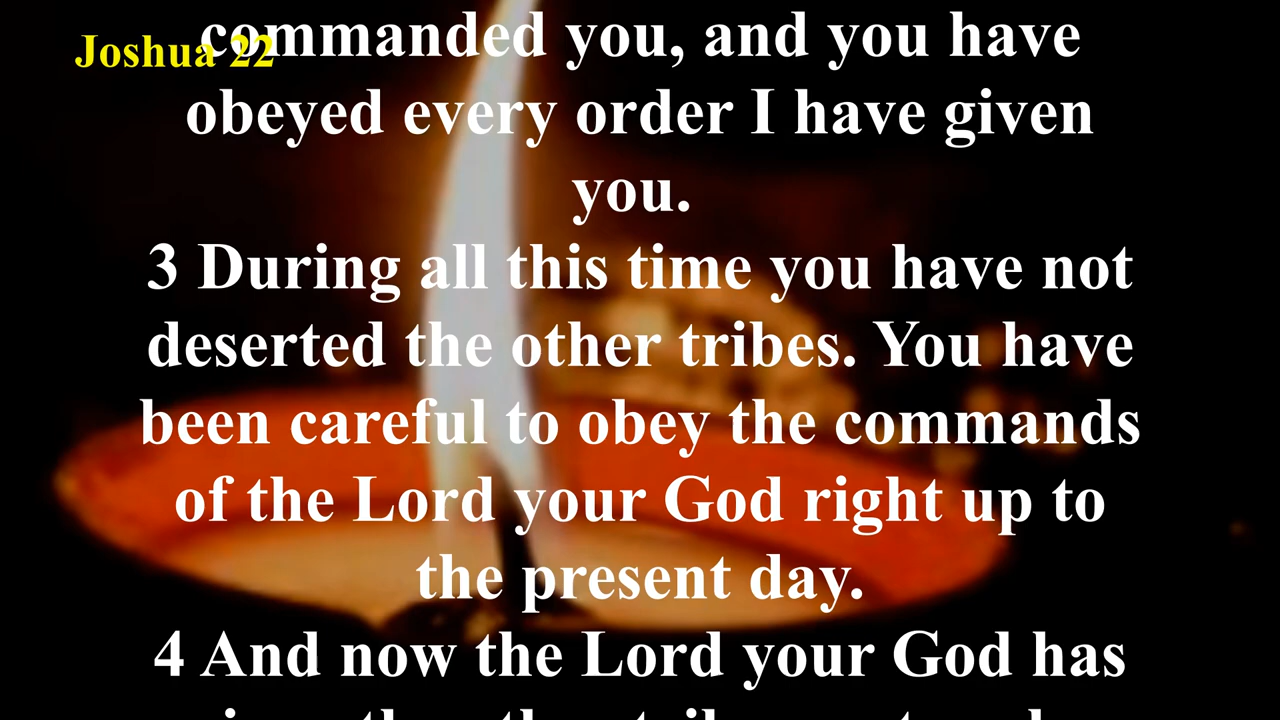 Joshua 22
commanded you, and you have
obeyed every order I have given
you.
3 During all this time you have not
deserted the other tribes. You have
been careful to obey the commands
of the Lord your God right up to
the present day.
4 And now the Lord your God has